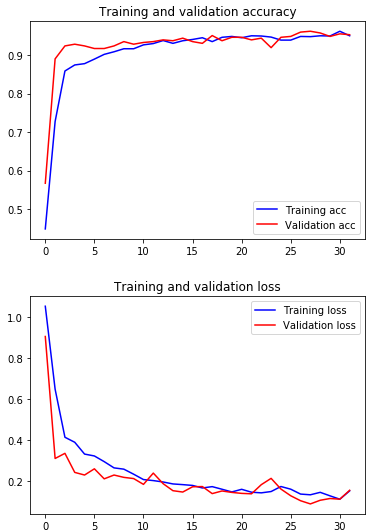 Training and validation accuracy
0.9
0.8
0.7
0.6
0.5
Training acc
Validation acc
0 5 10 15 20 25 30
Training and validation loss
1.0
0.8
0.6
0.4
0.2
Training loss
Validation loss
0 5 10 15 20 25 30